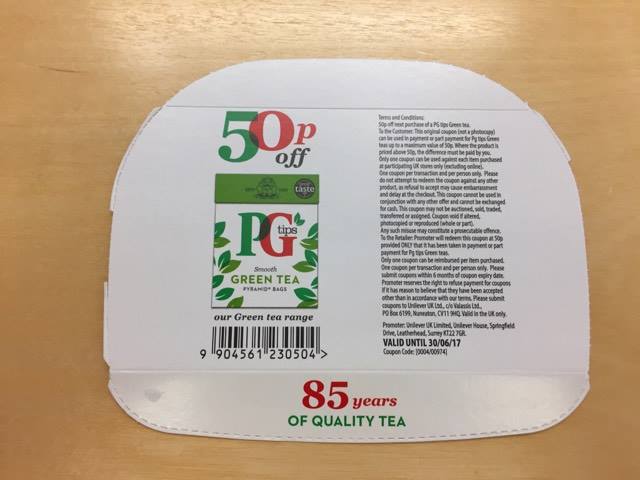 50p
off
great
taste
PG
tips
Smooth
GREEN TEA
PYRAMID® BAGS
our Green tea range
9 904561 230504 >
Terms and Conditions:
50p off next purchase of a PG tips Green tea.
To the Customer: This original coupon (not a photocopy)
can be used in payment or part payment for Pg tips Green
teas up to a maximum value of 50p. Where the product is
priced above 50p, the difference must be paid by you.
Only one coupon can be used against each item purchased
at participating UK stores only (excluding online).
One coupon per transaction and per person only. Please
do not attempt to redeem the coupon against any other
product, as refusal to accept may cause embarrassment
and delay at the checkout. This coupon cannot be used in
conjunction with any other offer and cannot be exchanged
for cash. This coupon may not be auctioned, sold, traded,
transferred or assigned. Coupon void if altered,
photocopied or reproduced (whole or part).
Any such misuse may constitute a prosecutable offence.
To the Retailer: Promoter will redeem this coupon at 50p
provided ONLY that it has been taken in payment or part
payment for Pg tips Green teas.
Only one coupon can be reimbursed per item purchased.
One coupon per transaction and per person only. Please
submit coupons within 6 months of coupon expiry date.
Promoter reserves the right to refuse payment for coupons
if it has reason to believe that they have been accepted
other than in accordance with our terms. Please submit
coupons to Unilever UK Ltd., c/o Valassis Ltd.,
PO Box 6199, Nuneaton, CV11 9HQ. Valid in the UK only.
Promoter: Unilever UK Limited, Unilever House, Springfield
Drive, Leatherhead, Surrey KT22 7GR.
VALID UNTIL 30/06/17
Coupon Code: [0004/00974]
85 years
OF QUALITY TEA